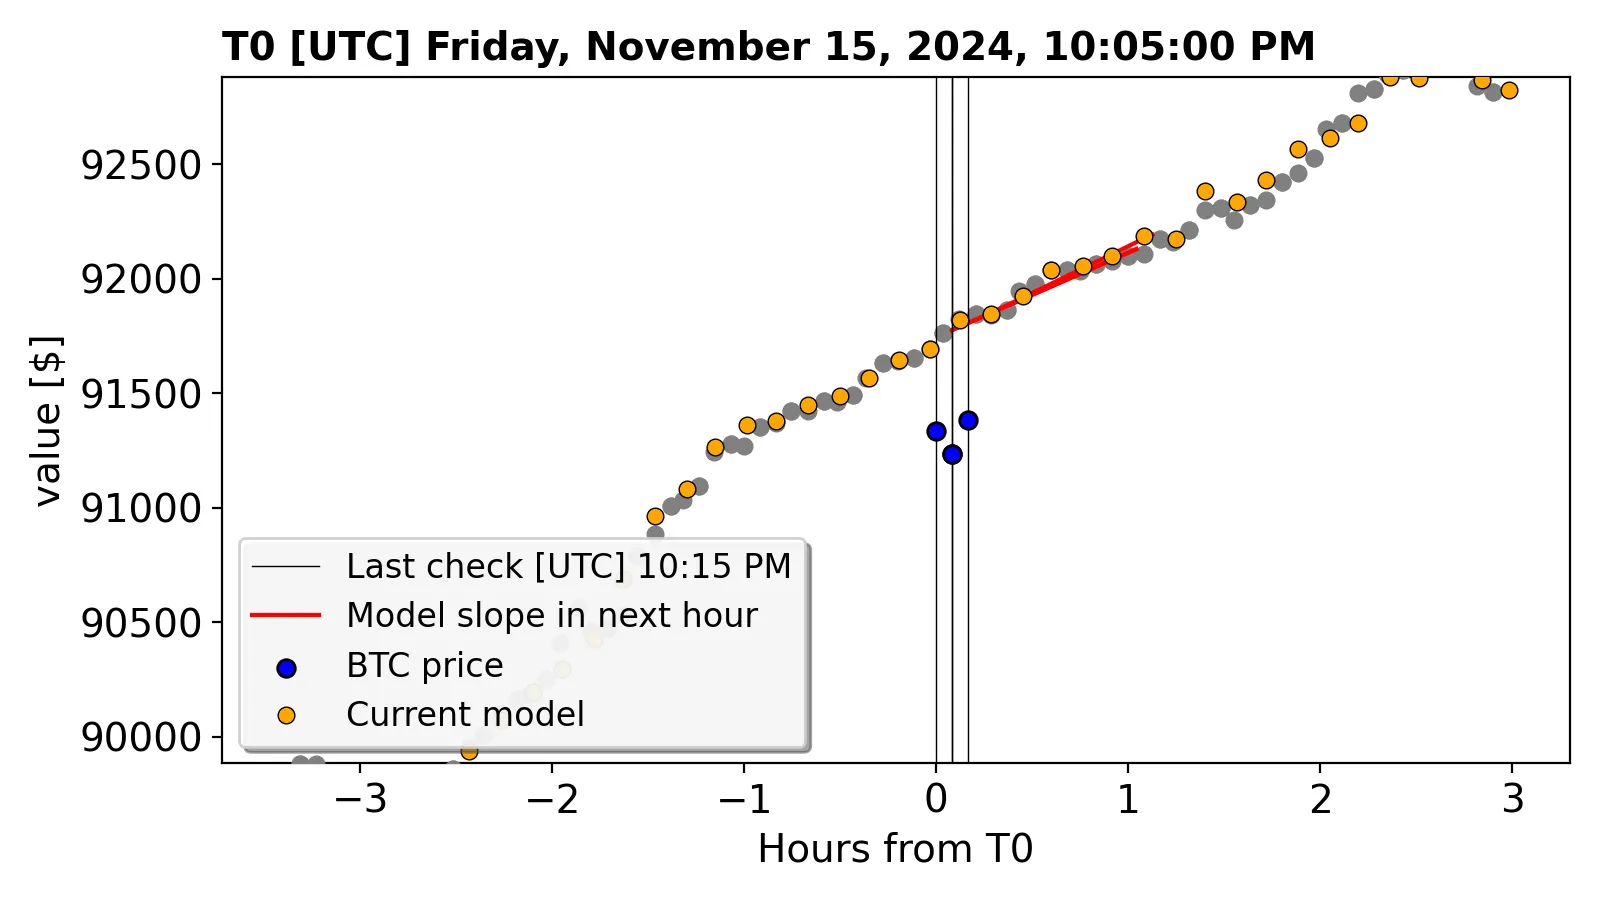 T0 [UTC] Friday, November 15, 2024, 10:05:00 PM
value [$]
92500
92000
91500
91000
90500
90000
Last check [UTC] 10:15 PM
Model slope in next hour
BTC price
Current model
−3 −2 −1 0 1 2 3
Hours from T0